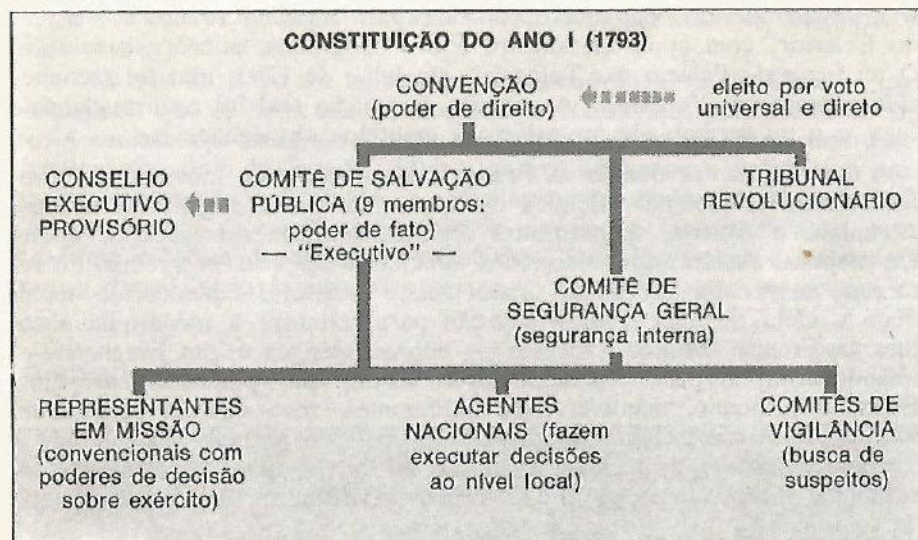 CONSTITUIÇÃO DO ANO I (1793)
CONVENÇÃO
(poder de direito)
eleito por voto
universal e direto
CONSELHO
EXECUTIVO
PROVISÓRIO
COMITÊ DE SALVAÇÃO
PÚBLICA (9 membros:
poder de fato)
— "Executivo" —
TRIBUNAL
REVOLUCIONÁRIO
COMITÊ DE
SEGURANÇA GERAL
(segurança interna)
REPRESENTANTES
EM MISSÃO
(convencionais com
poderes de decisão
sobre exército)
AGENTES
NACIONAIS (fazem
executar decisões
ao nível local)
COMITÊS DE
VIGILÂNCIA
(busca de
suspeitos)